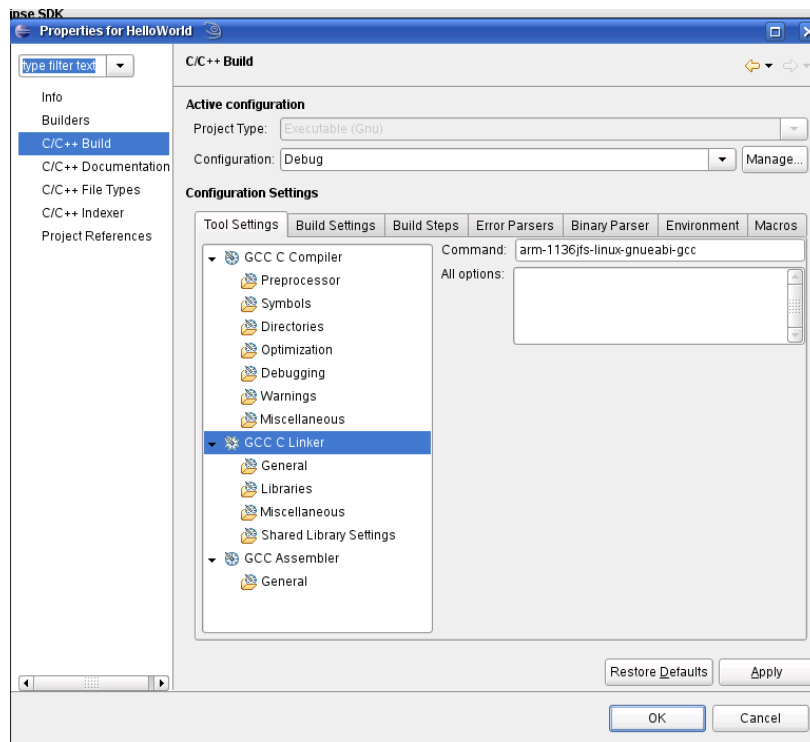 ipse SDK
Properties for HelloWorld
type filter text
Info
Builders
C/C++ Build
C/C++ Documentation
C/C++ File Types
C/C++ Indexer
Project References
C/C++ Build
Active configuration
Project Type: Executable (Gnu)
Configuration: Debug Manage...
Configuration Settings
Tool Settings Build Settings Build Steps Error Parsers Binary Parser Environment Macros
GCC C Compiler
Preprocessor
Symbols
Directories
Optimization
Debugging
Warnings
Miscellaneous
GCC C Linker
General
Libraries
Miscellaneous
Shared Library Settings
GCC Assembler
General
Command: arm-1136jfs-linux-gnueabi-gcc
All options:
Restore Defaults Apply
OK Cancel